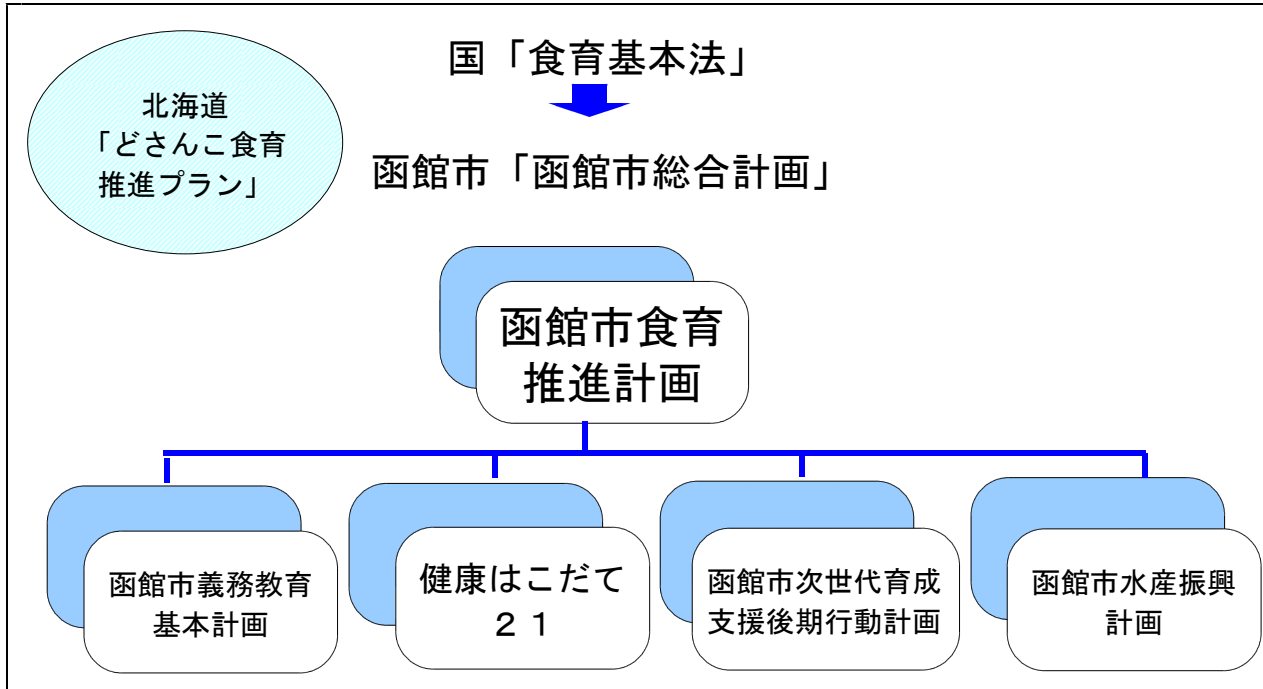 北海道
「どさんこ食育
推進プラン」
国「食育基本法」
函館市「函館市総合計画」
函館市食育
推進計画
函館市義務教育
基本計画
健康はこだて
２１
函館市次世代育成
支援後期行動計画
函館市水産振興
計画